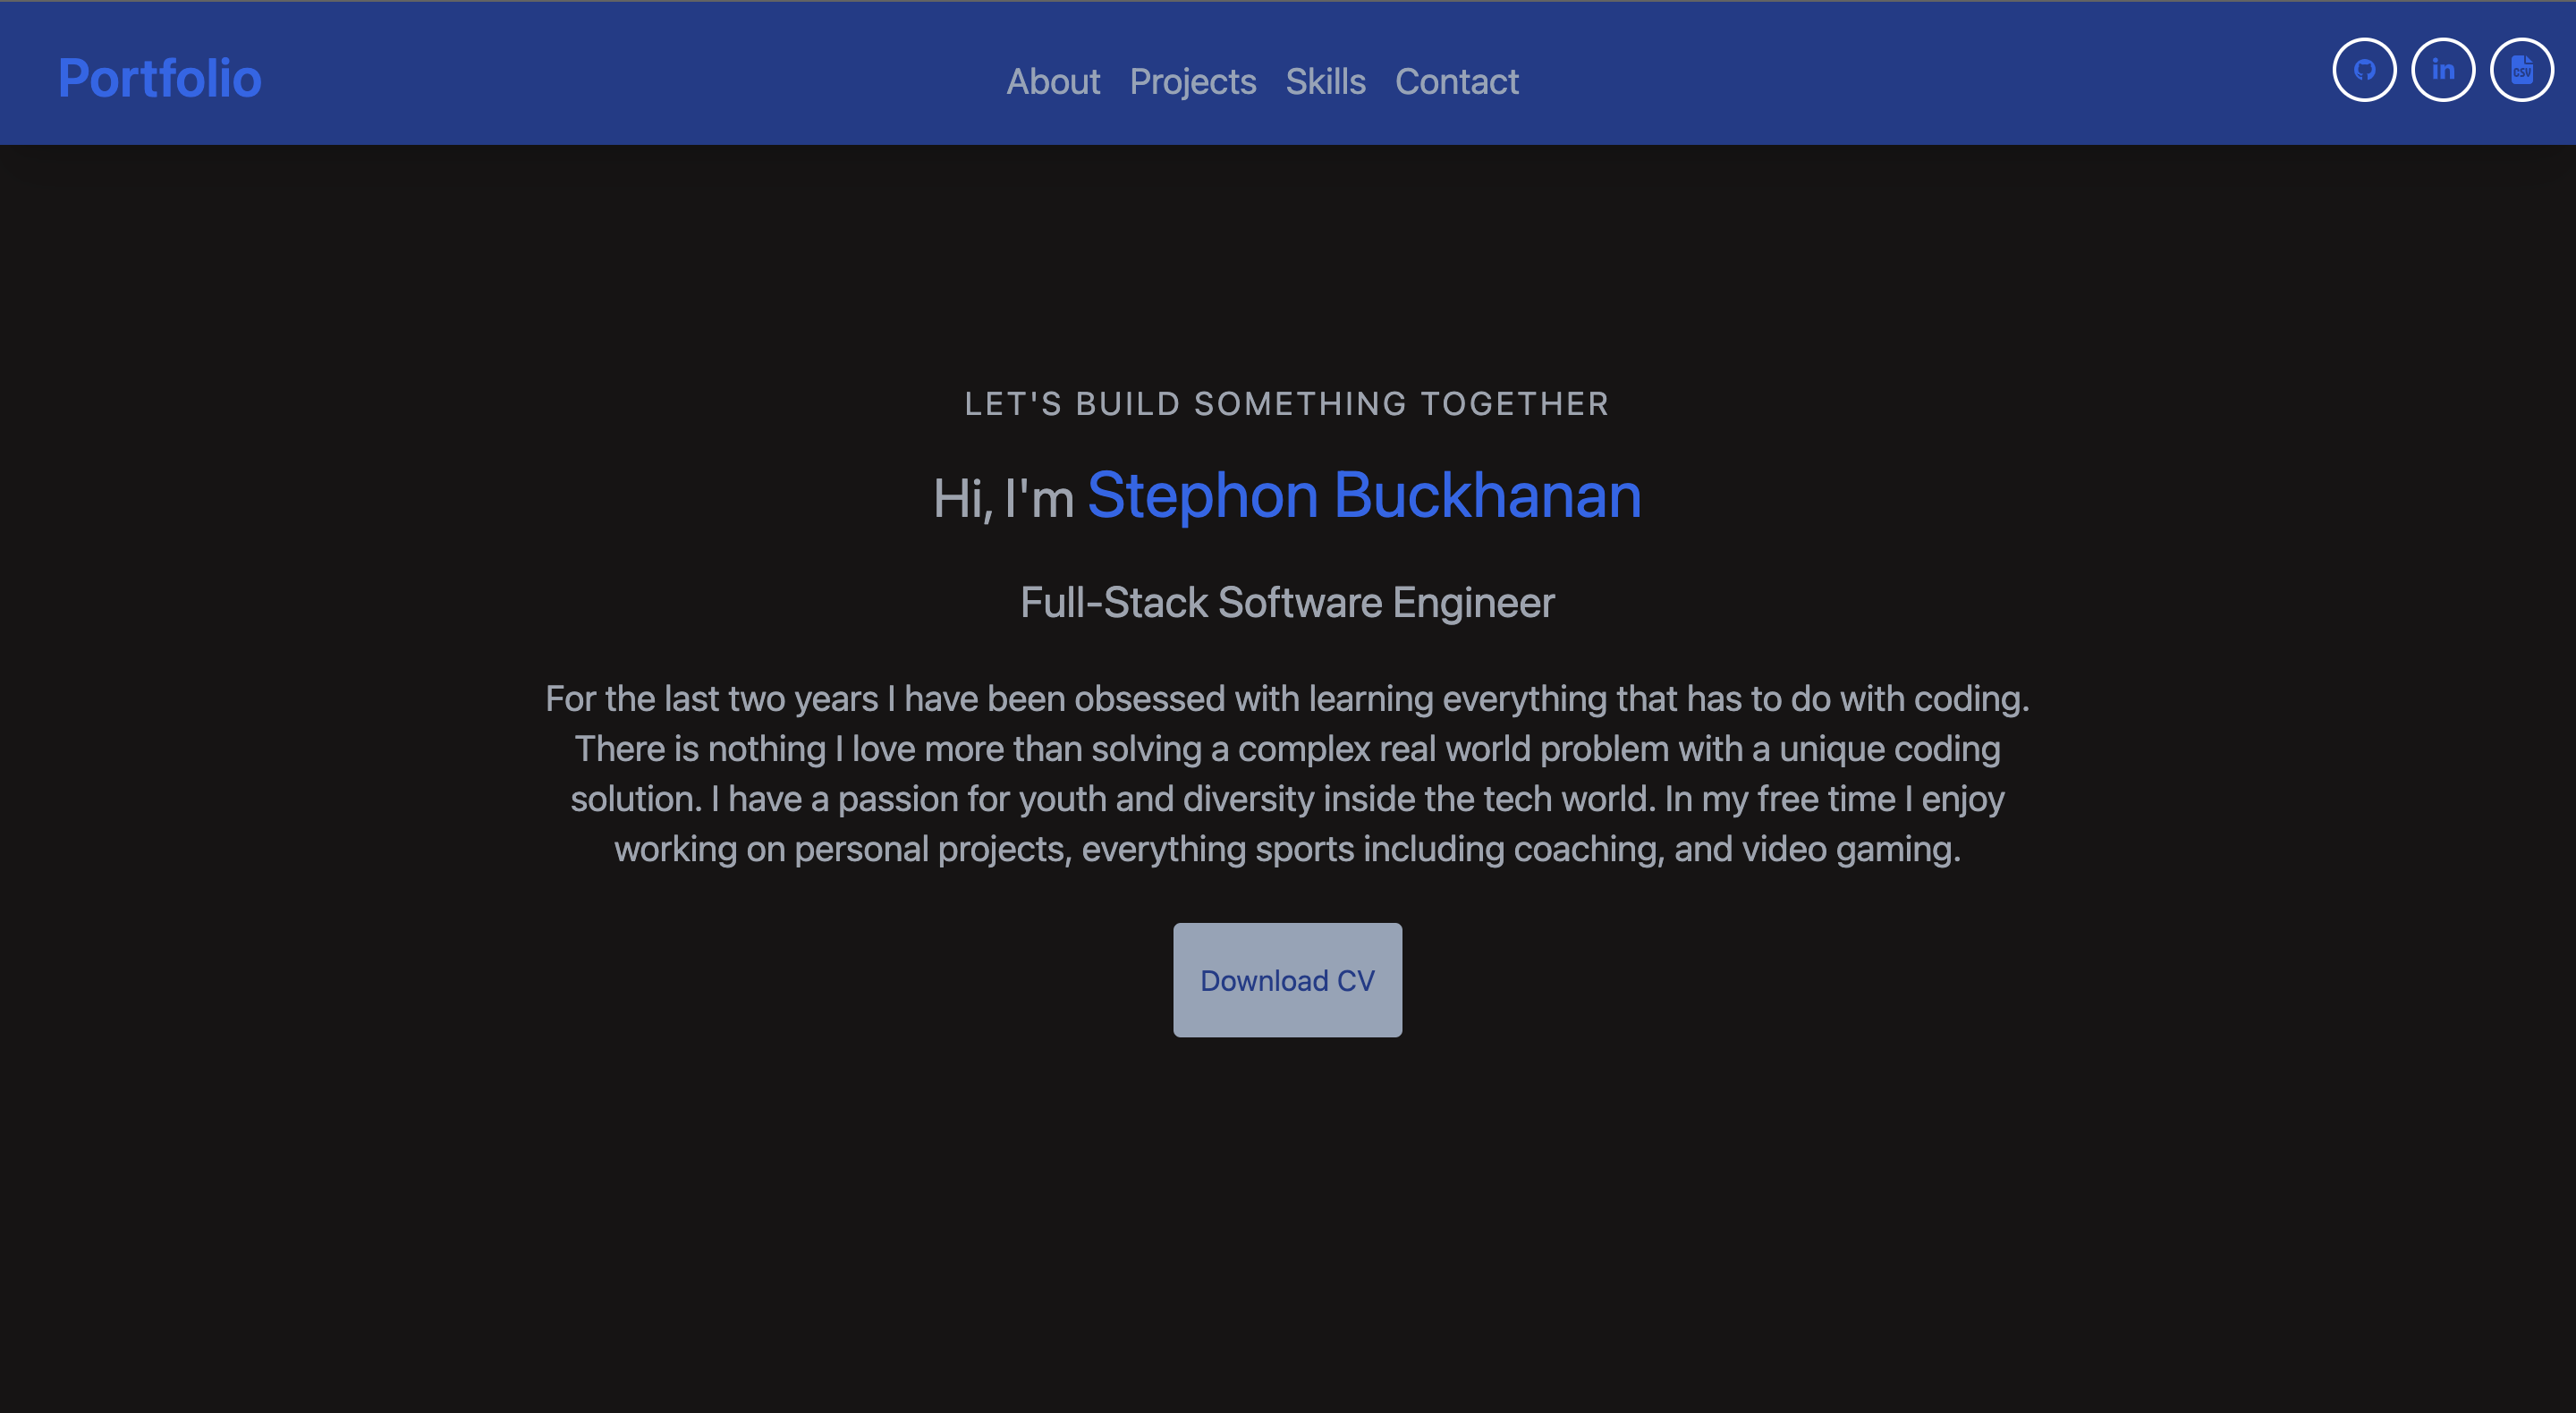 Portfolio
About Projects Skills Contact
in
CSV
LET'S BUILD SOMETHING TOGETHER
Hi, I'm Stephon Buckhanan
Full-Stack Software Engineer
For the last two years I have been obsessed with learning everything that has to do with coding.
There is nothing I love more than solving a complex real world problem with a unique coding
solution. I have a passion for youth and diversity inside the tech world. In my free time I enjoy
working on personal projects, everything sports including coaching, and video gaming.
Download CV